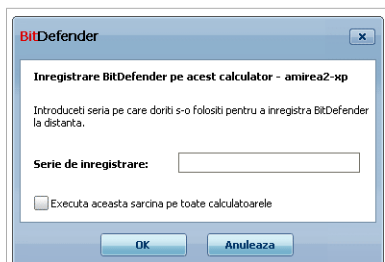 BitDefender
Inregistrare BitDefender pe acest calculator - amirea2-xp
Introduceti seria pe care doriti s-o folositi pentru a inregistra BitDefender
la distanta.
Serie de inregistrare:
Executa aceasta sarcina pe toate calculatoarele
OK
Anuleaza